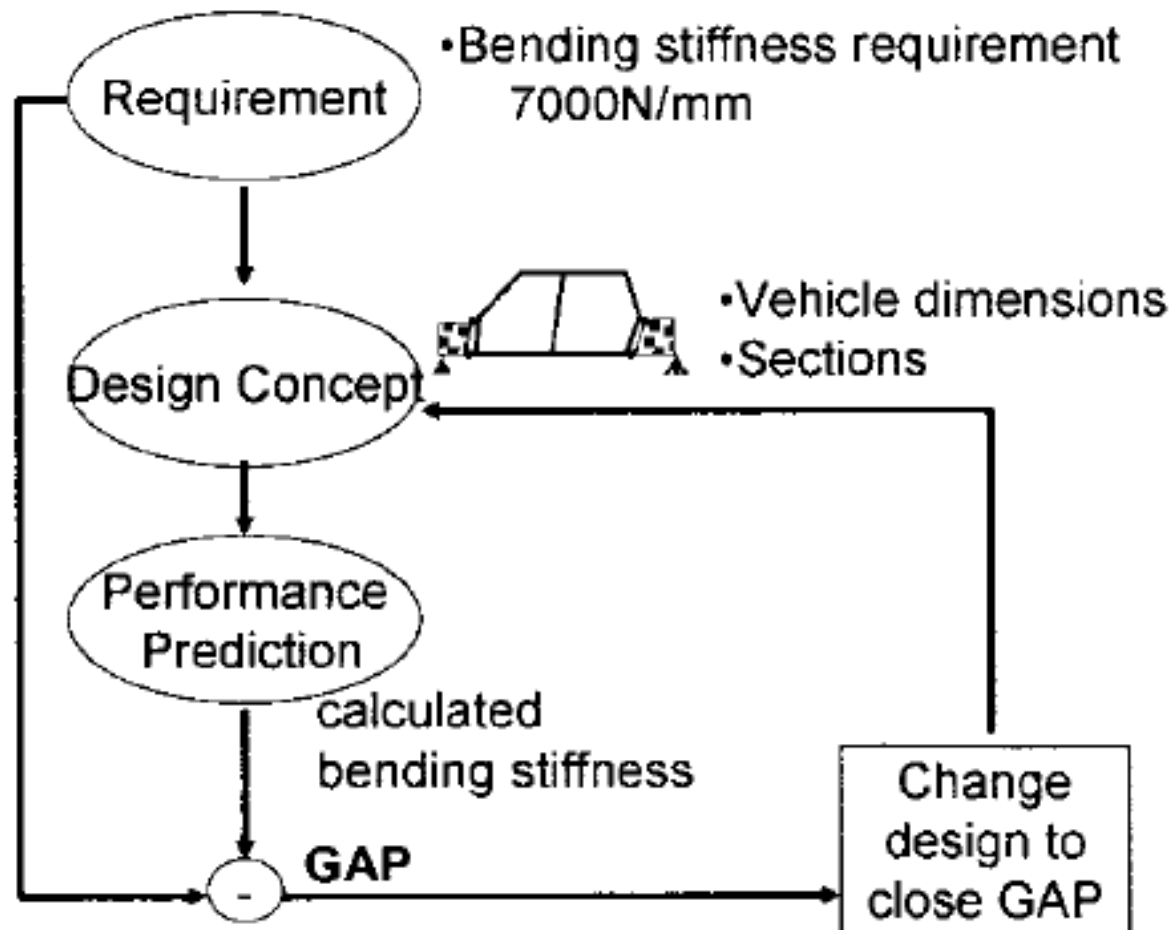 Requirement
•Bending stiffness requirement
7000N/mm
Design Concept
•Vehicle dimensions
•Sections
Performance
Prediction
calculated
bending stiffness
GAP
-
Change
design to
close GAP